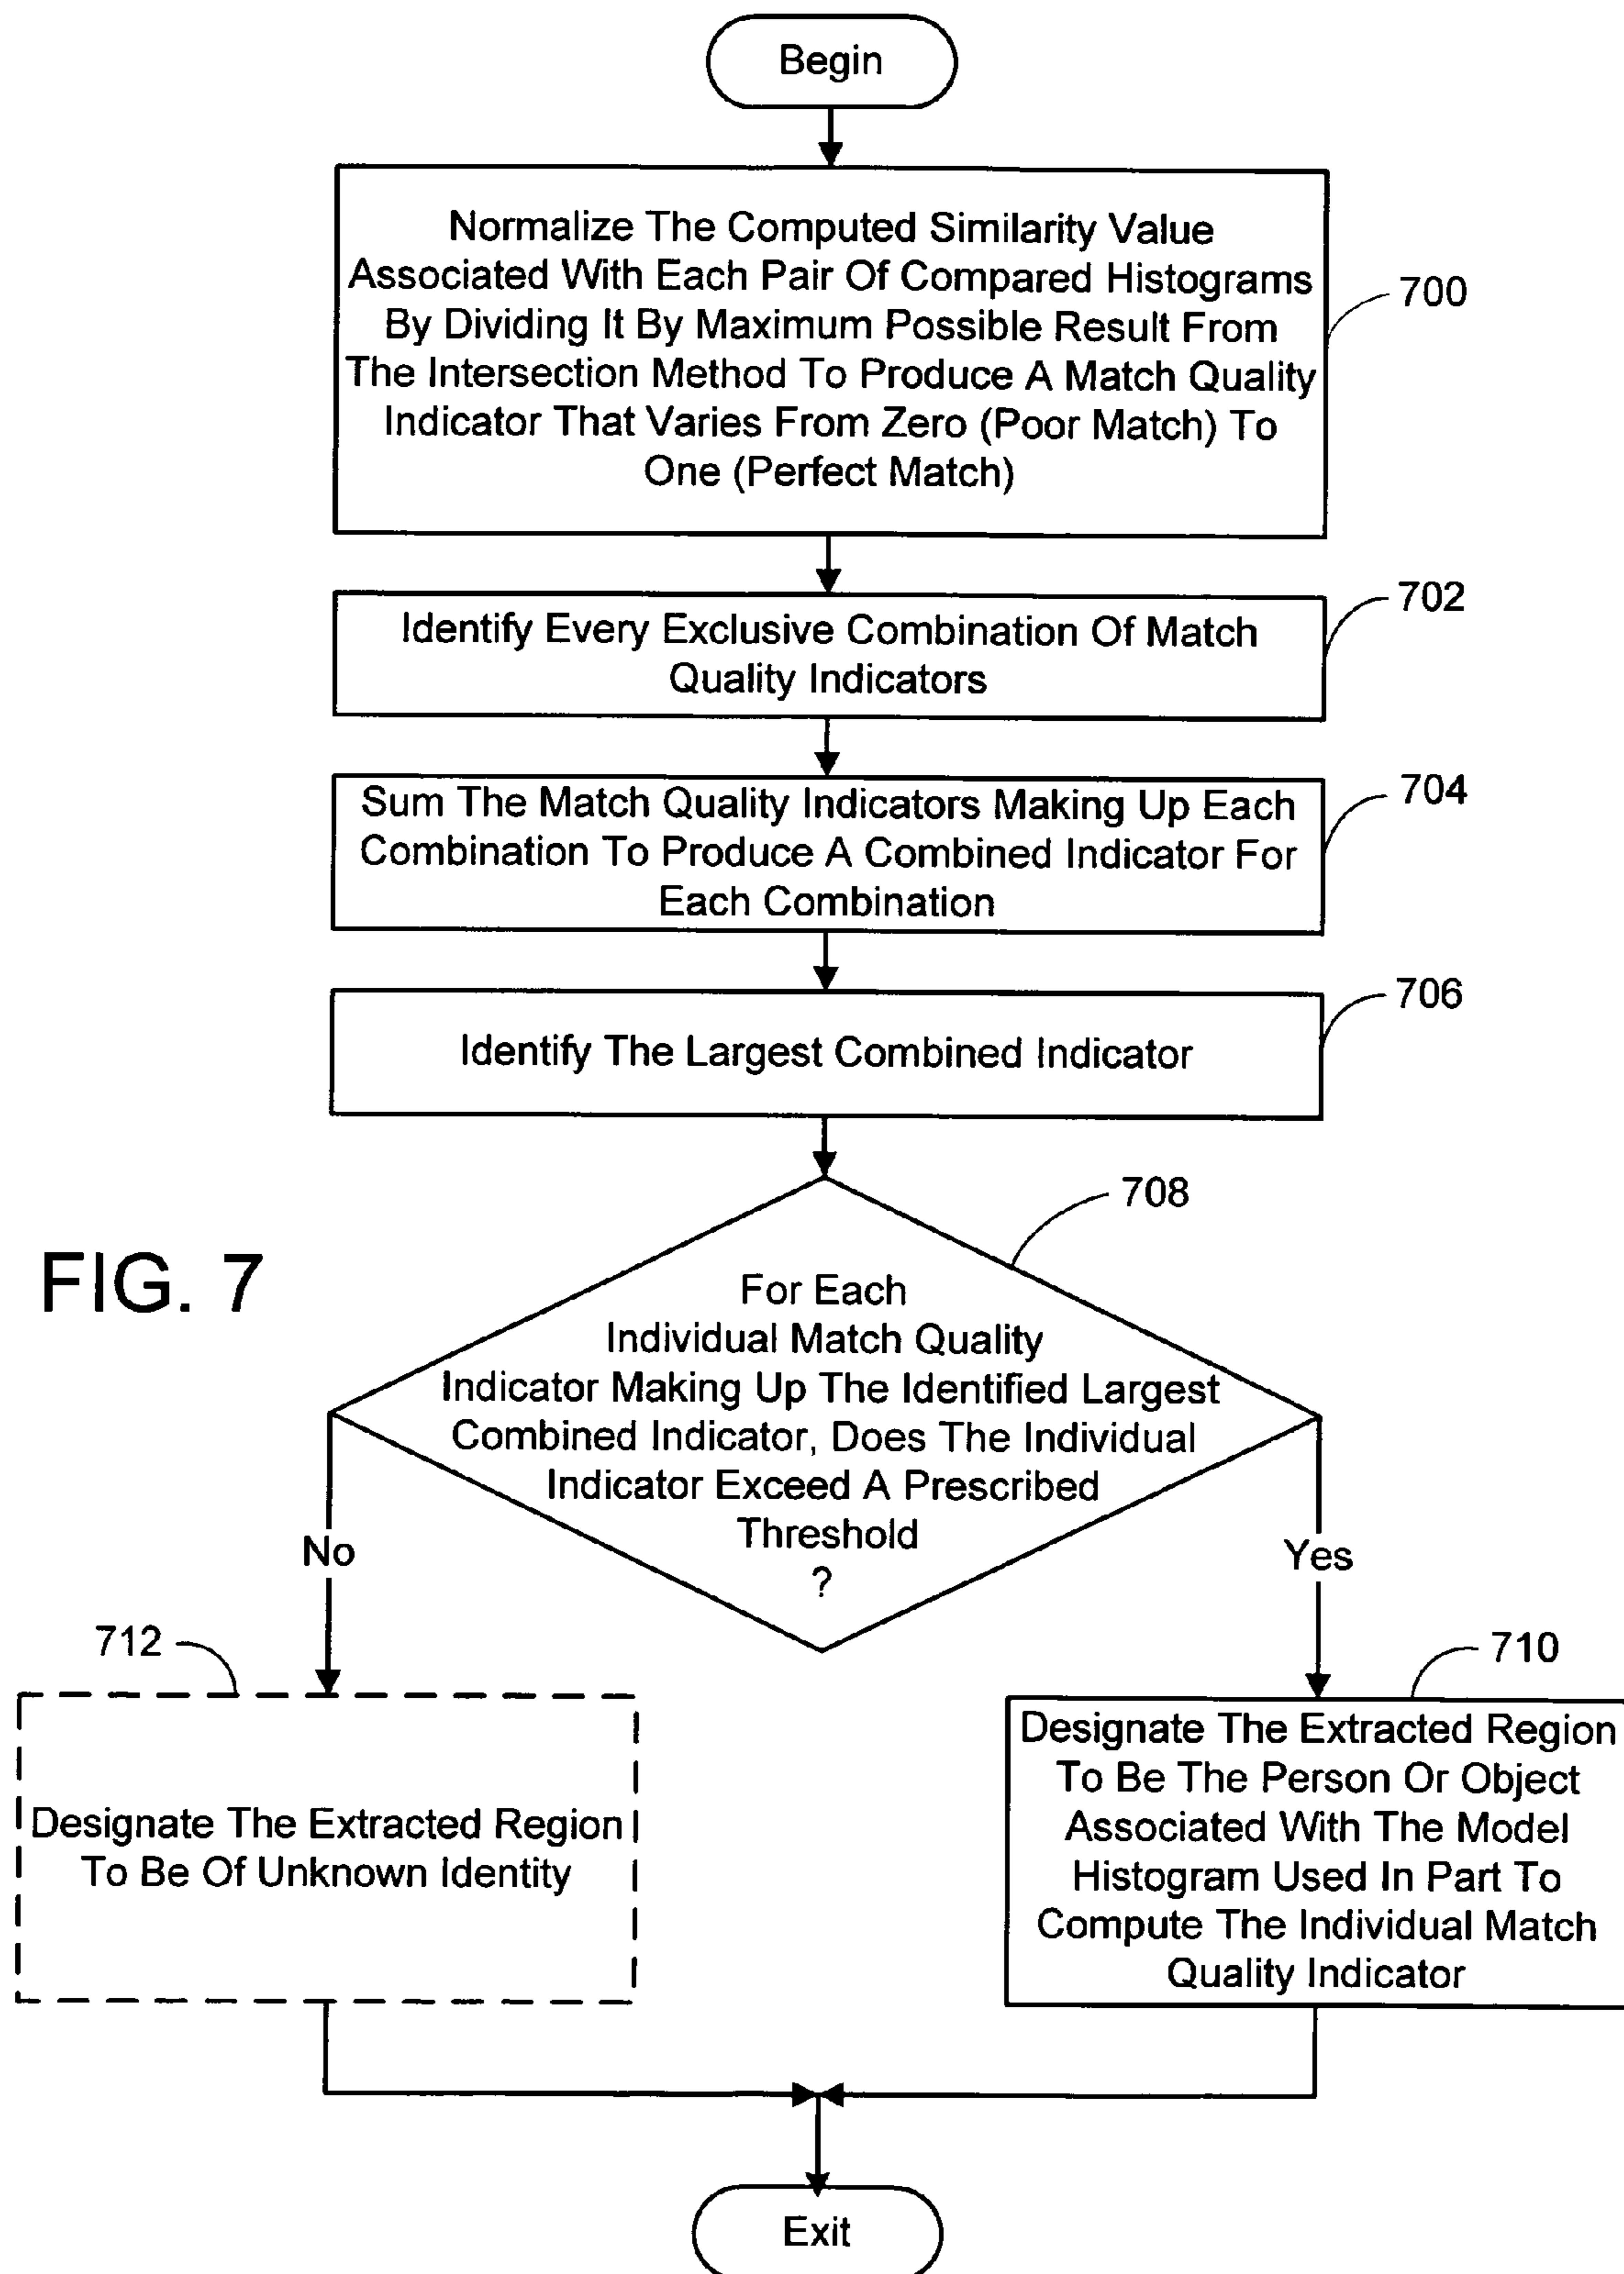 Begin
Normalize The Computed Similarity Value
Associated With Each Pair Of Compared Histograms
By Dividing It By Maximum Possible Result From
The Intersection Method To Produce A Match Quality
Indicator That Varies From Zero (Poor Match) To
One (Perfect Match)
700
Identify Every Exclusive Combination Of Match
Quality Indicators
702
Sum The Match Quality Indicators Making Up Each
Combination To Produce A Combined Indicator For
Each Combination
704
Identify The Largest Combined Indicator
706
708
FIG. 7
For Each
Individual Match Quality
Indicator Making Up The Identified Largest
Combined Indicator, Does The Individual
Indicator Exceed A Prescribed
Threshold
?
No
Yes
712
Designate The Extracted Region
To Be Of Unknown Identity
710
Designate The Extracted Region
To Be The Person Or Object
Associated With The Model
Histogram Used In Part To
Compute The Individual Match
Quality Indicator
Exit